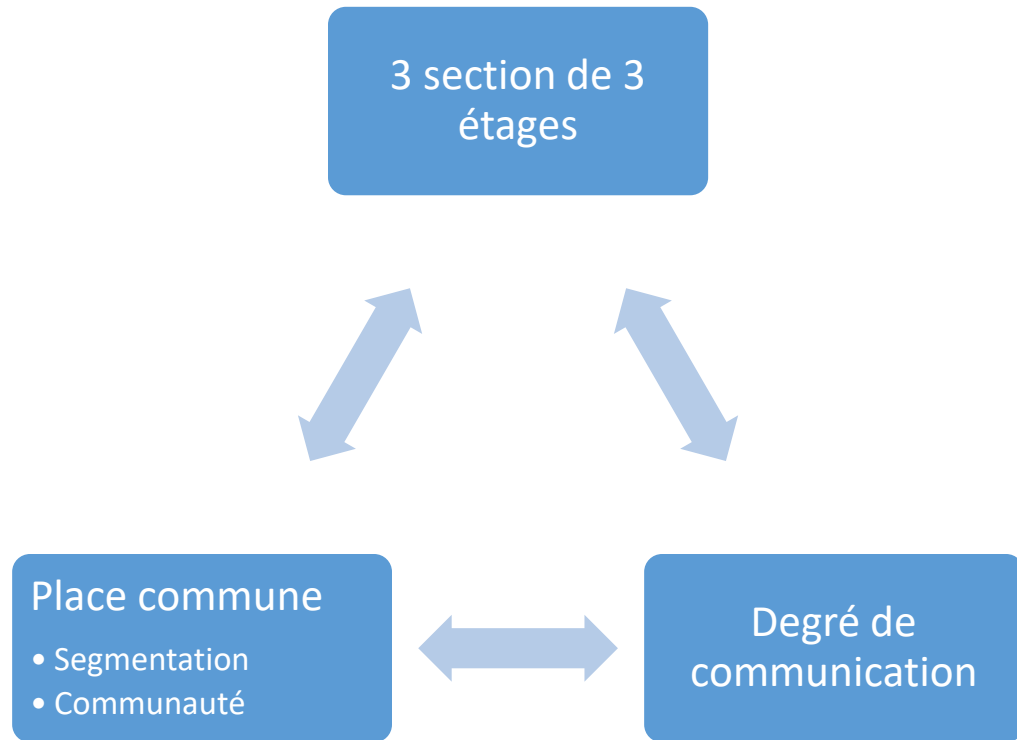 3 section de 3
étages
Place commune
• Segmentation
• Communauté
Degré de
communication